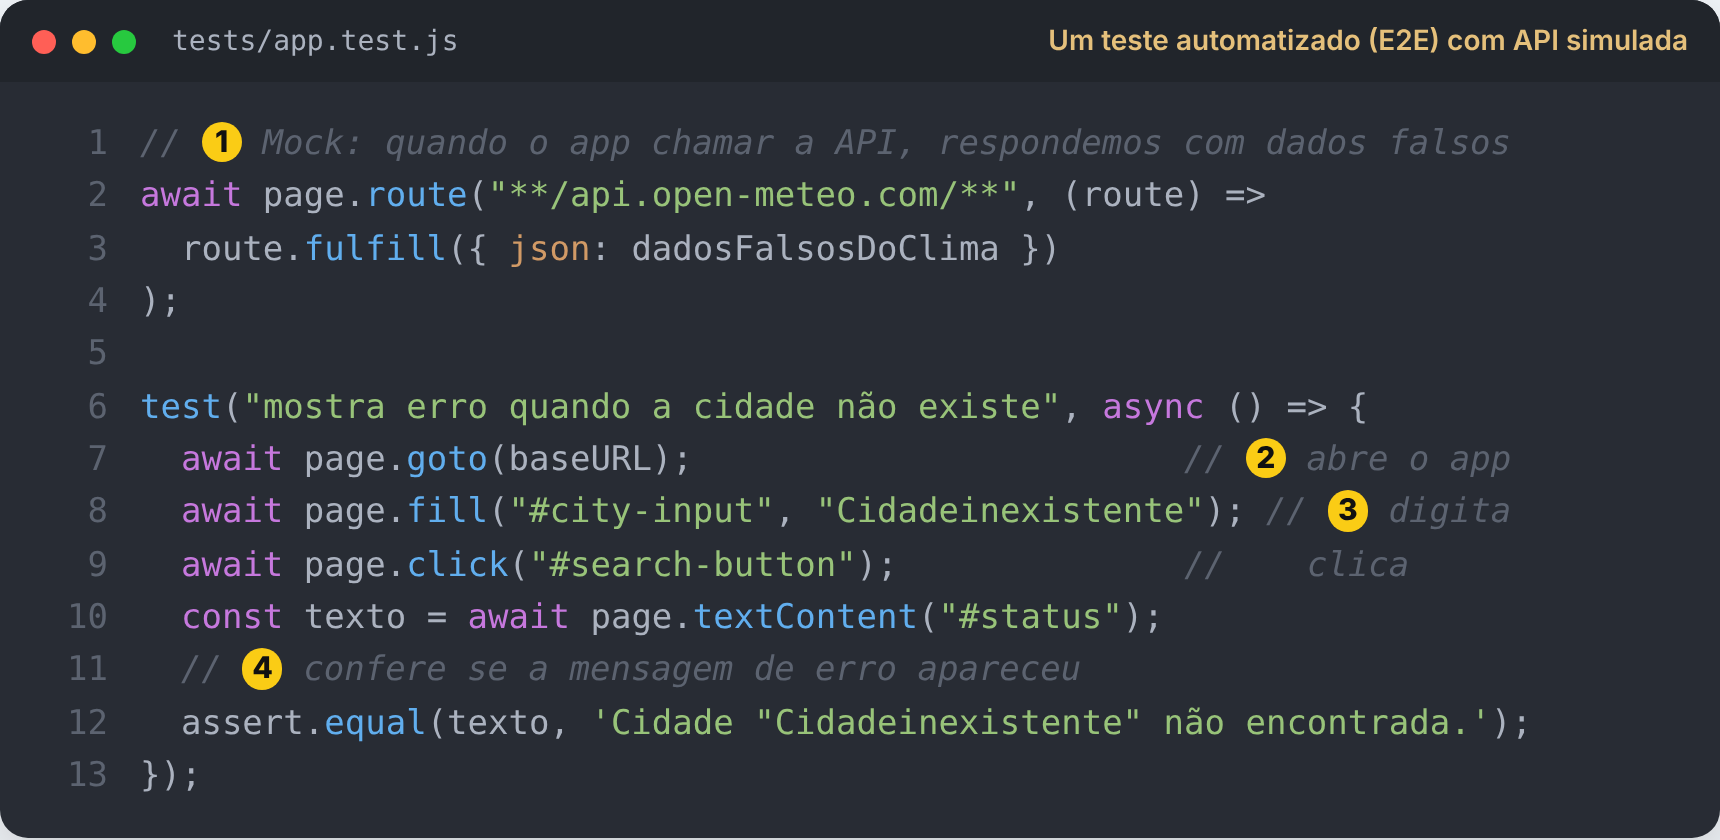 tests/app.test.js
Um teste automatizado (E2E) com API simulada
1 // 1 Mock: quando o app chamar a API, respondemos com dados falsos
2 await page.route("**/api.open-meteo.com/**", (route) =>
3   route.fulfill({ json: dadosFalsosDoClima })
4 );
5
6 test("mostra erro quando a cidade não existe", async () => {
7   await page.goto(baseURL);                        // 2 abre o app
8   await page.fill("#city-input", "Cidadeinexistente"); // 3 digita
9   await page.click("#search-button");              //    clica
10   const texto = await page.textContent("#status");
11   // 4 confere se a mensagem de erro apareceu
12   assert.equal(texto, 'Cidade "Cidadeinexistente" não encontrada.');
13 });